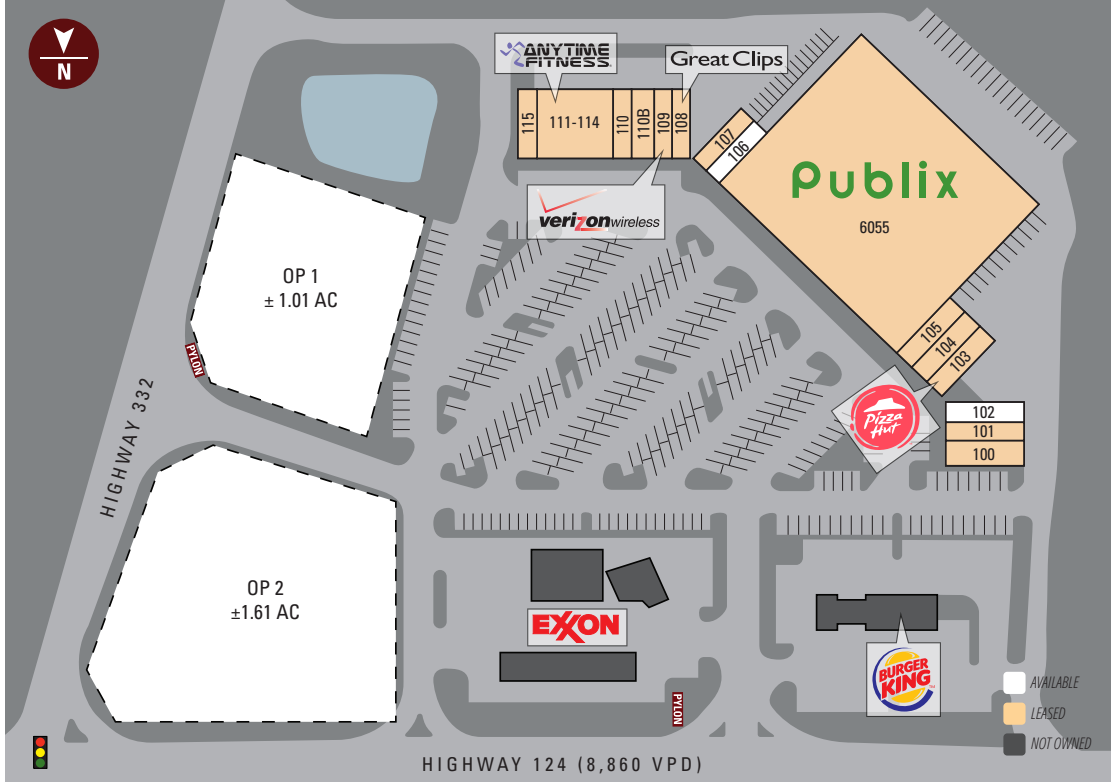 N
ANYTIME
FITNESS
Great Clips
115
111-114
110
110B
109
108
107
106
Publix
6055
verizonwireless
OP 1
± 1.01 AC
PYLON
HIGHWAY 332
105
104
103
Pizza
Hut
102
101
100
OP 2
±1.61 AC
EXXON
BURGER
KING
TM
PYLON
AVAILABLE
LEASED
NOT OWNED
HIGHWAY 124 (8,860 VPD)